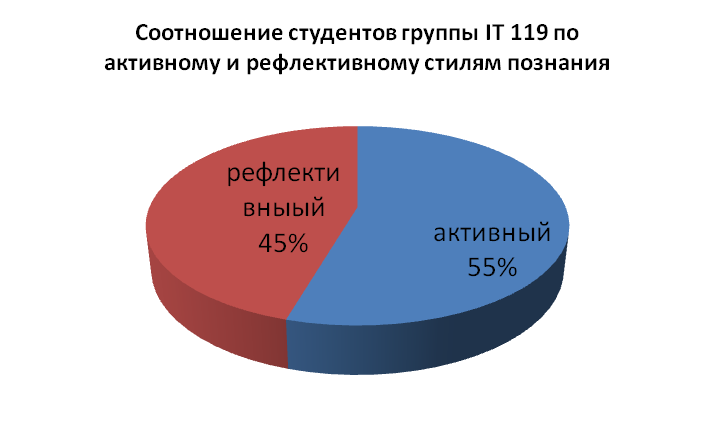 Соотношение студентов группы IT 119 по
активному и рефлективному стилям познания
рефлекти
вныый
45%
активный
55%